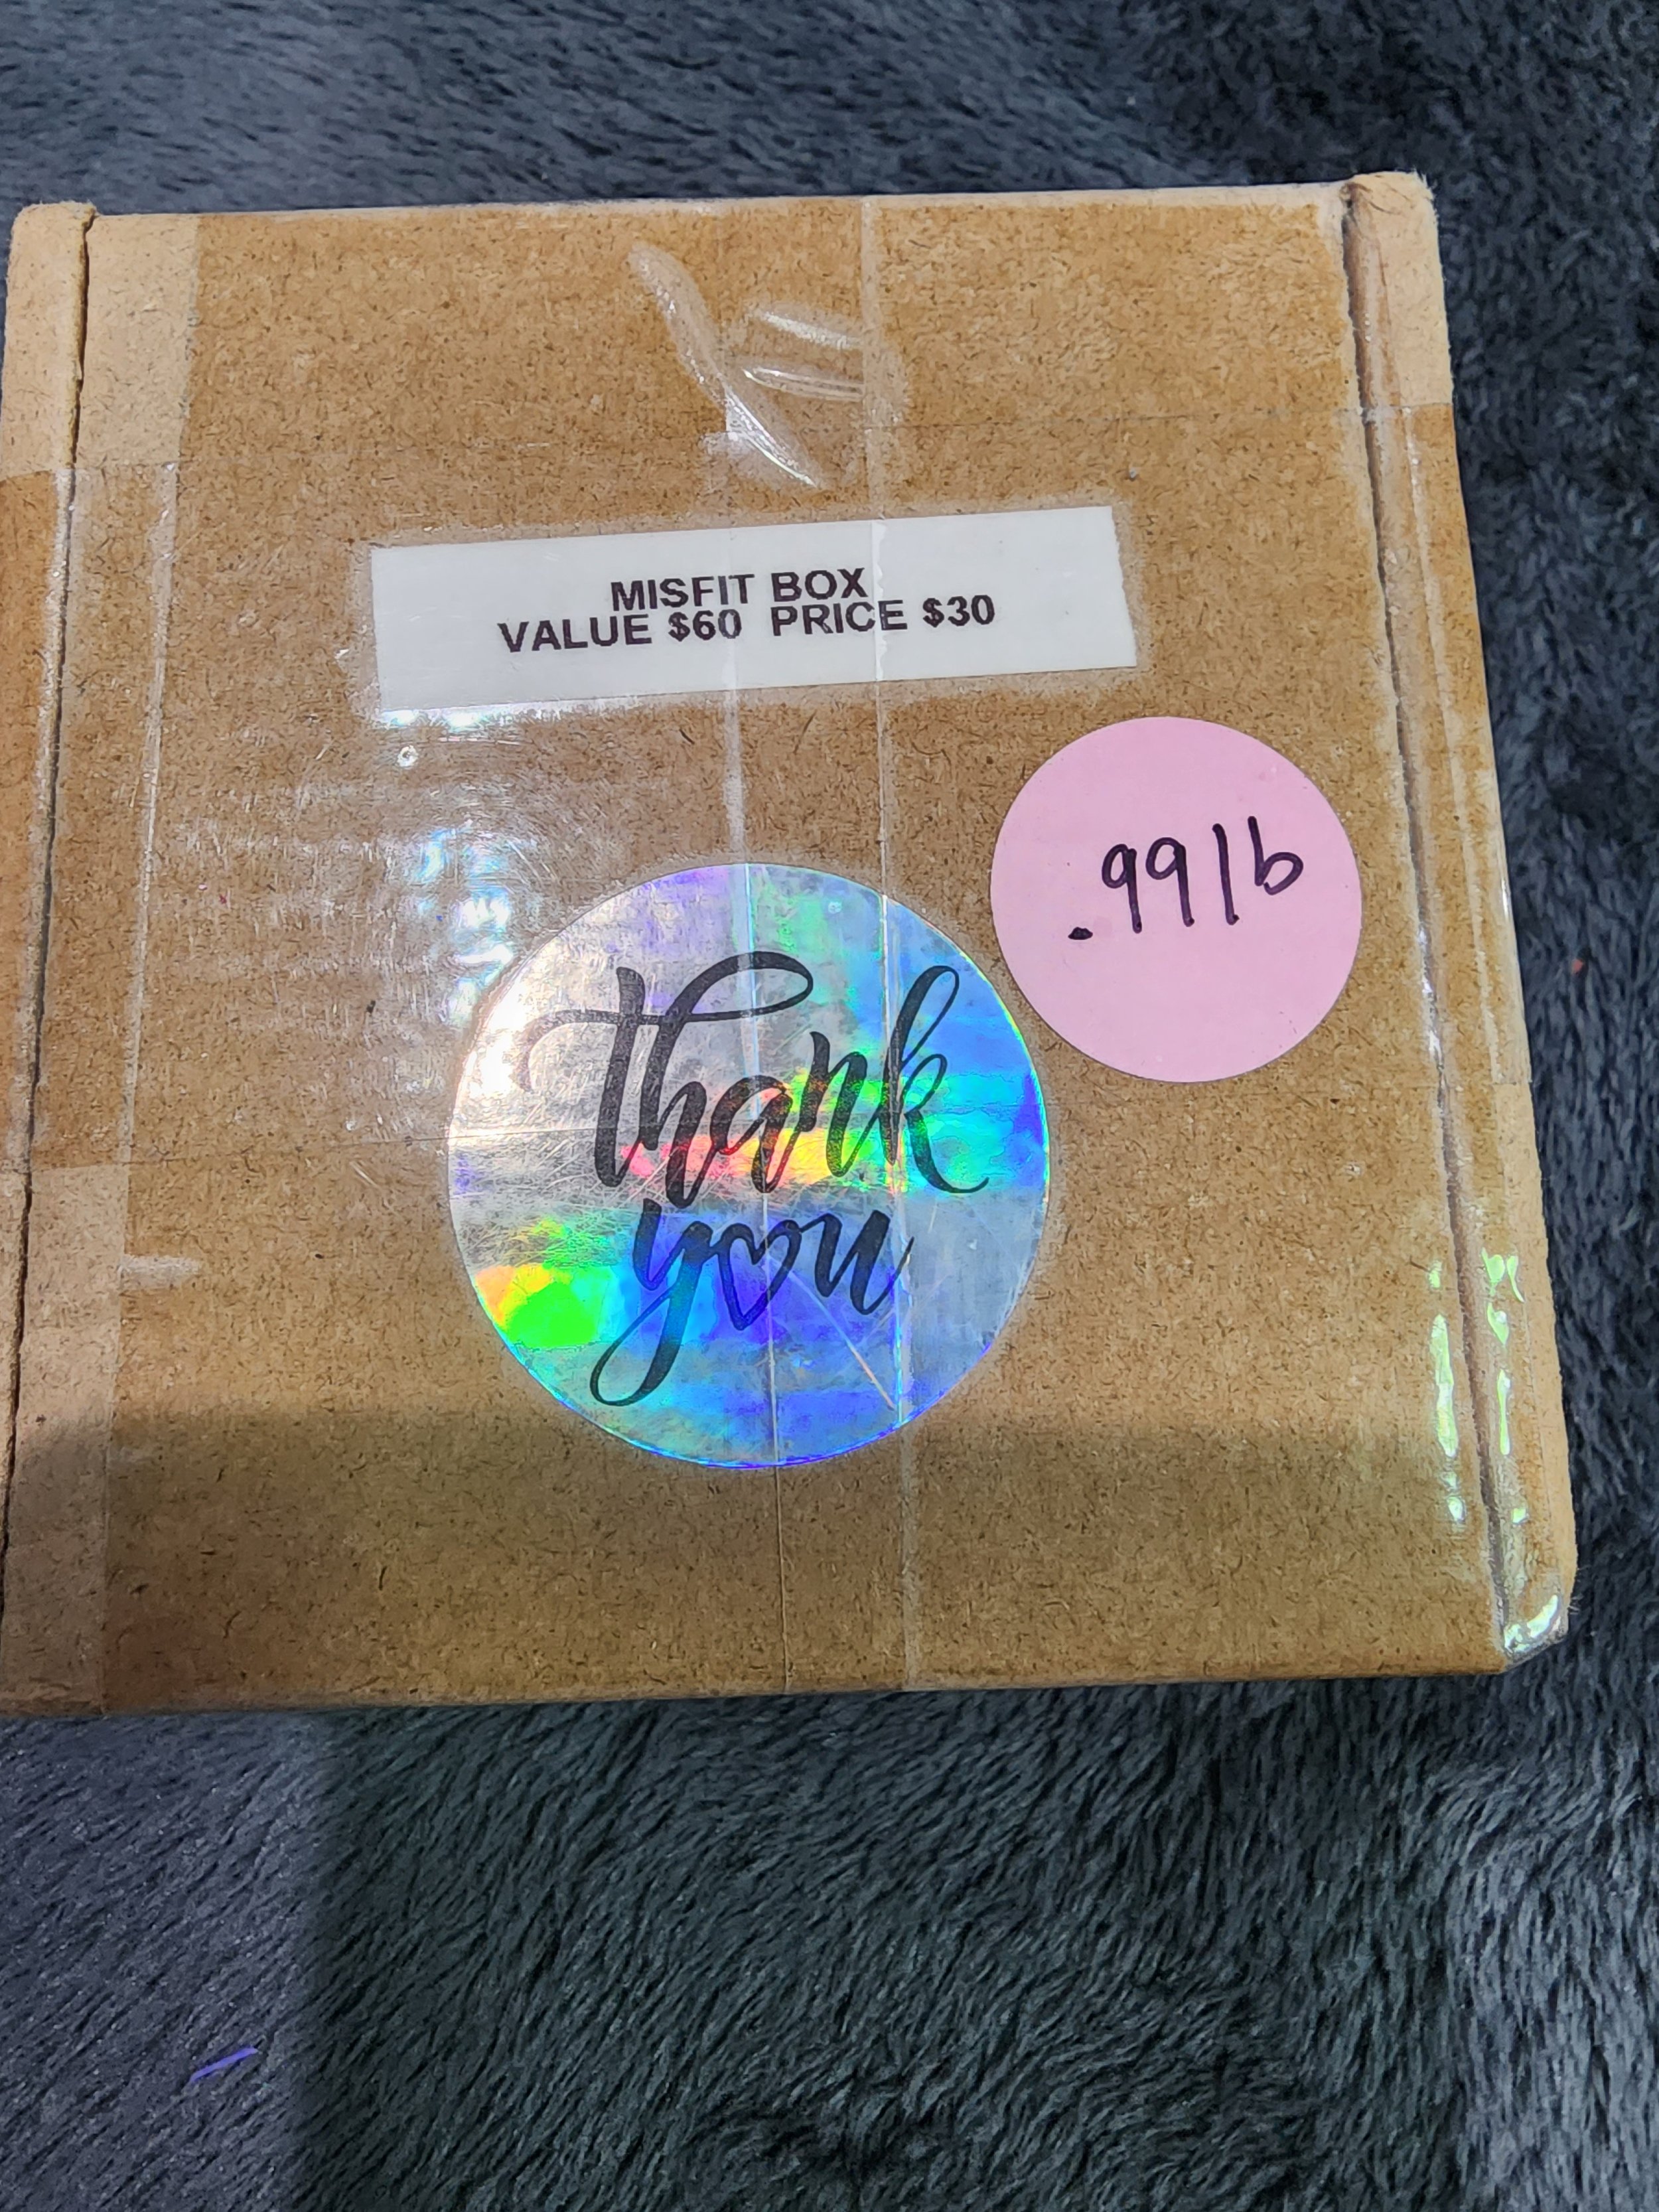 MISFIT BOX
VALUE $60 PRICE $30
.99lb
thank
you